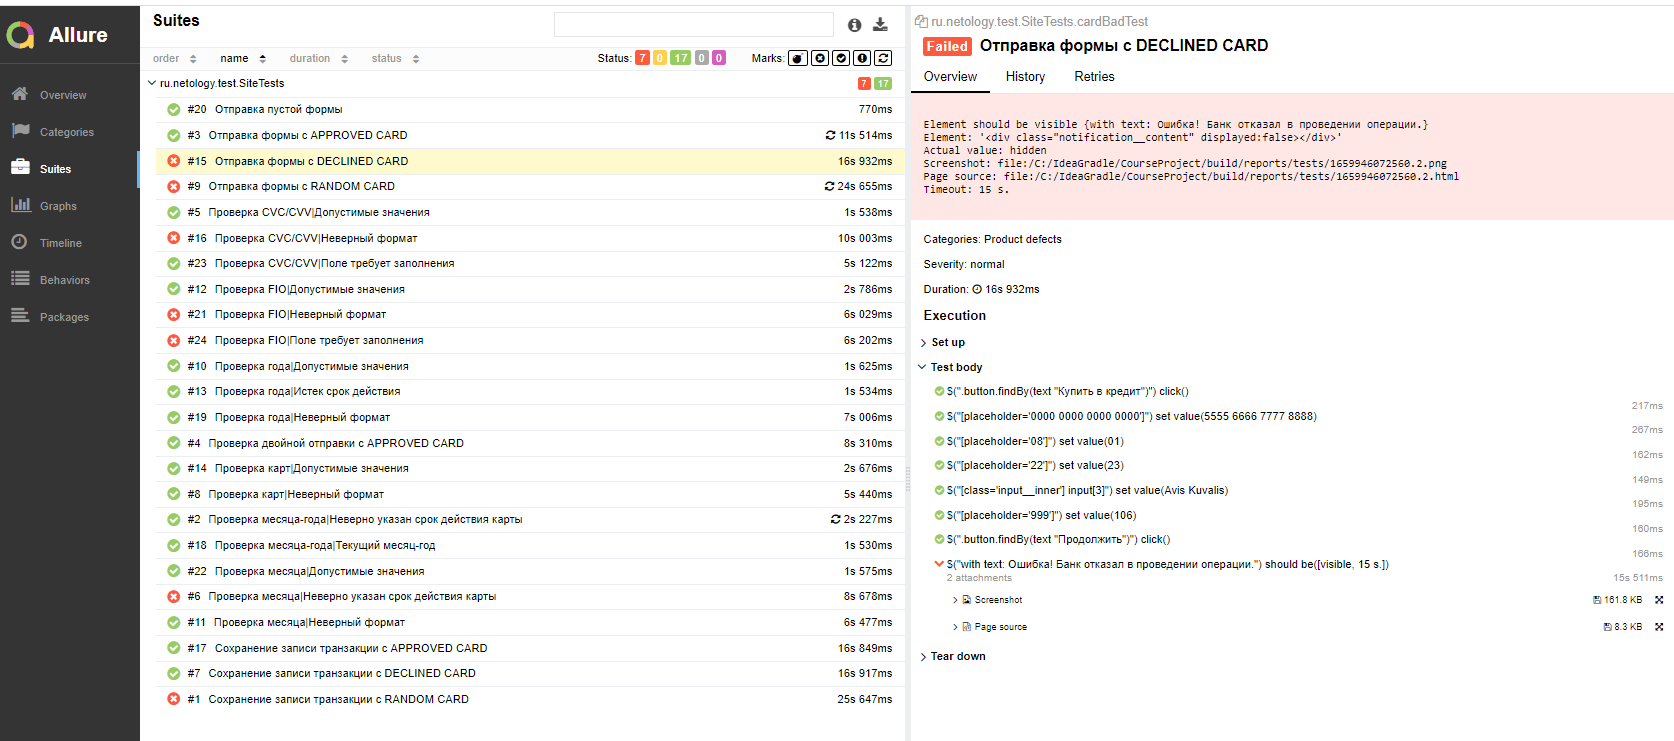 Allure
Overview
Categories
Suites
Graphs
Timeline
Behaviors
Packages
Suites
order name duration status Status: 7 0 17 0 0 Marks:
ru.netology.test.SiteTests 7 17
#20 Отправка пустой формы 770ms
#3 Отправка формы с APPROVED CARD 11s 514ms
#15 Отправка формы с DECLINED CARD 16s 932ms
#9 Отправка формы с RANDOM CARD 24s 655ms
#5 Проверка CVC/CVV|Допустимые значения 1s 538ms
#16 Проверка CVC/CVV|Неверный формат 10s 003ms
#23 Проверка CVC/CVV|Поле требует заполнения 5s 122ms
#12 Проверка FIO|Допустимые значения 2s 786ms
#21 Проверка FIO|Неверный формат 6s 029ms
#24 Проверка FIO|Поле требует заполнения 6s 202ms
#10 Проверка года|Допустимые значения 1s 625ms
#13 Проверка года|Истек срок действия 1s 534ms
#19 Проверка года|Неверный формат 7s 006ms
#4 Проверка двойной отправки с APPROVED CARD 8s 310ms
#14 Проверка карт|Допустимые значения 2s 676ms
#8 Проверка карт|Неверный формат 5s 440ms
#2 Проверка месяца-года|Неверно указан срок действия карты 2s 227ms
#18 Проверка месяца-года|Текущий месяц-год 1s 530ms
#22 Проверка месяца|Допустимые значения 1s 575ms
#6 Проверка месяца|Неверно указан срок действия карты 8s 678ms
#11 Проверка месяца|Неверный формат 6s 477ms
#17 Сохранение записи транзакции с APPROVED CARD 16s 849ms
#7 Сохранение записи транзакции с DECLINED CARD 16s 917ms
#1 Сохранение записи транзакции с RANDOM CARD 25s 647ms
ru.netology.test.SiteTests.cardBadTest
Failed Отправка формы с DECLINED CARD
Overview History Retries
Element should be visible {with text: Ошибка! Банк отказал в проведении операции.}
Element: '<div class="notification__content" displayed:false></div>'
Actual value: hidden
Screenshot: file:/C:/IdeaGradle/CourseProject/build/reports/tests/1659946072560.2.png
Page source: file:/C:/IdeaGradle/CourseProject/build/reports/tests/1659946072560.2.html
Timeout: 15 s.
Categories: Product defects
Severity: normal
Duration: 16s 932ms
Execution
Set up
Test body
$(".button.findBy(text "Купить в кредит")") click()
217ms
$("[placeholder='0000 0000 0000 0000']") set value(5555 6666 7777 8888)
267ms
$("[placeholder='08']") set value(01)
162ms
$("[placeholder='22']") set value(23)
149ms
$("[class='input__inner'] input[3]") set value(Avis Kuvalis)
195ms
$("[placeholder='999']") set value(106)
160ms
$(".button.findBy(text "Продолжить")") click()
166ms
$("with text: Ошибка! Банк отказал в проведении операции.") should be([visible, 15 s.])
2 attachments 15s 511ms
Screenshot 161.8 KB
Page source 8.3 KB
Tear down